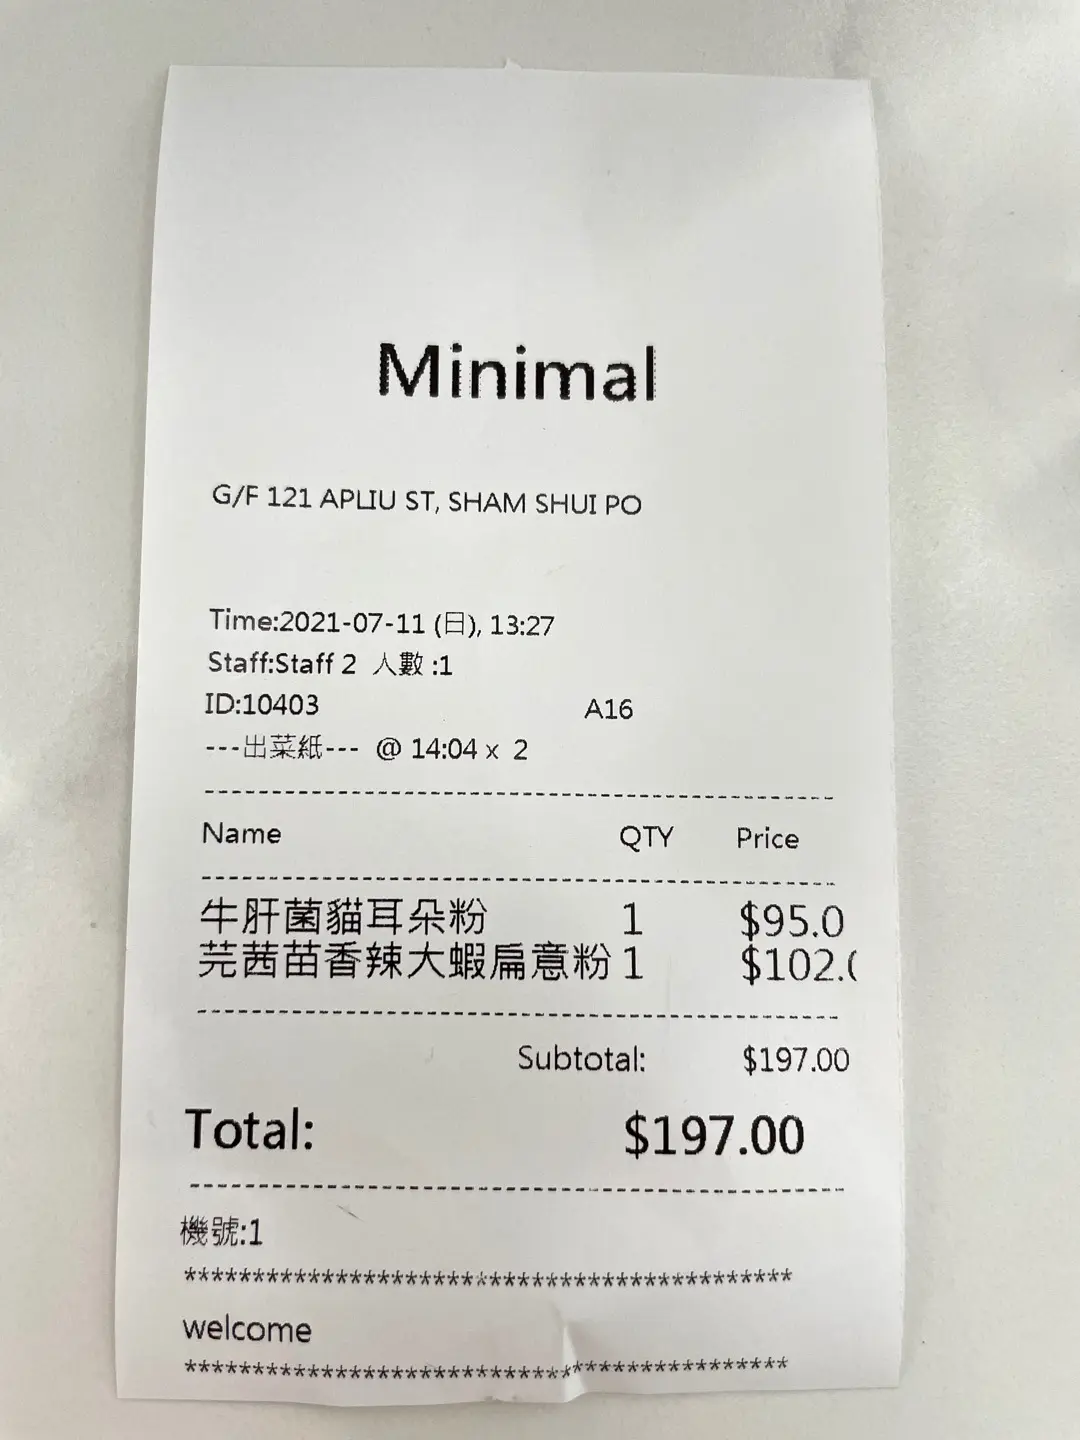 Minimal
G/F 121 APLIU ST, SHAM SHUI PO
Time:2021-07-11 (日), 13:27
Staff:Staff 2 人數 :1
ID:10403 A16
---出菜紙--- @ 14:04 x 2
Name QTY Price
牛肝菌貓耳朵粉 1 $95.0
芫茜苗香辣大蝦扁意粉 1 $102.(
Subtotal: $197.00
Total: $197.00
機號:1
********************************************
welcome
********************************************